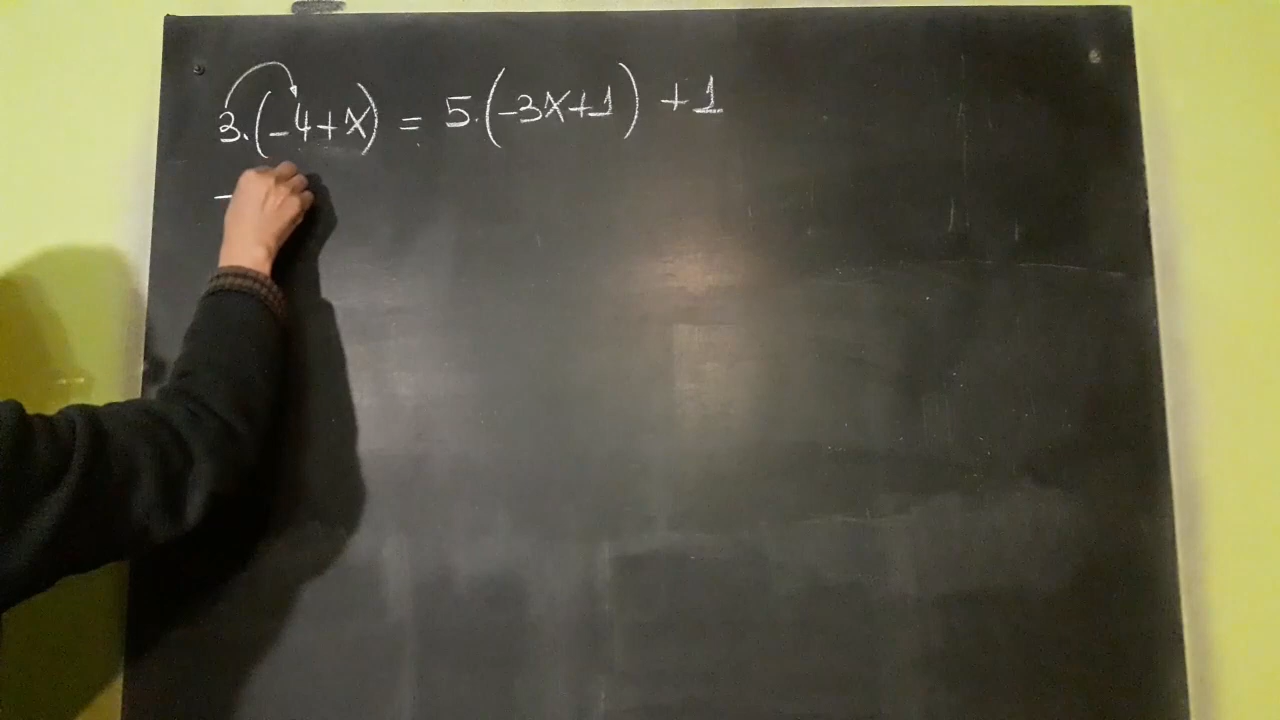 3.(-4+x) = 5.(-3x+1) +1
-